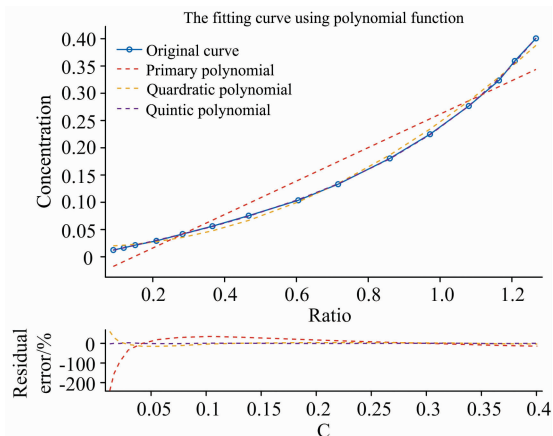 The fitting curve using polynomial function
0.40
0.35
0.30
0.25
0.20
0.15
0.10
0.05
0
Concentration
Original curve
Primary polynomial
Quardratic polynomial
Quintic polynomial
0.2 0.4 0.6 0.8 1.0 1.2
Ratio
Residual
error/%
0
-100
-200
0.05 0.1 0.15 0.2 0.25 0.3 0.35 0.4
C